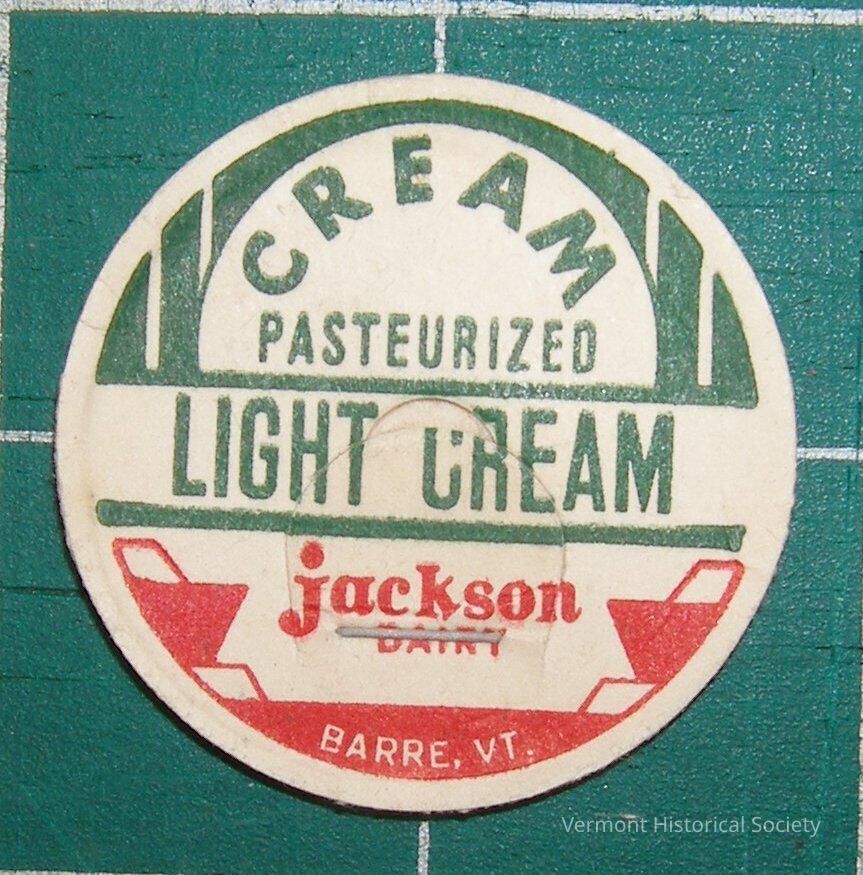 CREAM
PASTEURIZED
LIGHT CREAM
jackson
DAIRY
BARRE, VT.
Vermont Historical Society